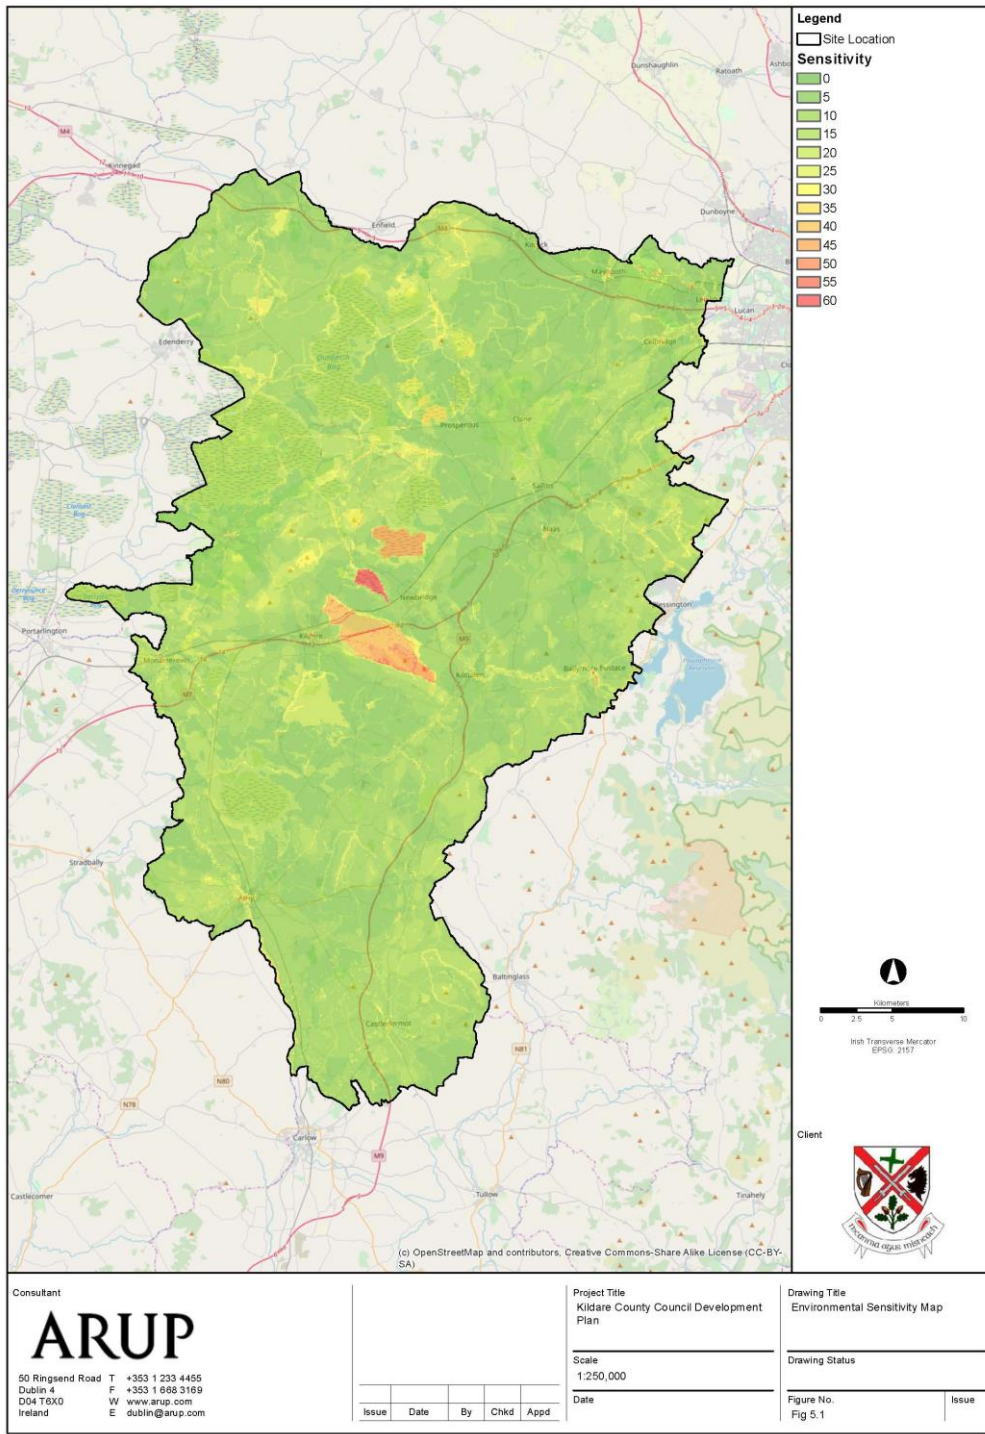 Legend
Site Location
Sensitivity
0
5
10
15
20
25
30
35
40
45
50
55
60
Dunshaughlin
Ratoath
M4
Kinnegad
Enfield
M4
Kilcock
Dunboyne
Maynooth
Lucan
Celbridge
Edenderry
Prosperous
Clane
Sallins
Naas
Newbridge
Kildare
M9
Portarlington
Monasterevin
M7
Kilcullen
Ballymore Eustace
Stradbally
Athy
Baltinglass
Castledermot
N81
N80
N78
Carlow
M9
Castlecomer
Tullow
Tinahely
Kilometers
0 2.5 5 10
Irish Transverse Mercator
EPSG: 2157
Client
(c) OpenStreetMap and contributors, Creative Commons-Share Alike License (CC-BY-
SA)
Consultant
ARUP
50 Ringsend Road T +353 1 233 4455
Dublin 4 F +353 1 668 3169
D04 T6X0 W www.arup.com
Ireland E dublin@arup.com
Issue Date By Chkd Appd
Project Title
Kildare County Council Development
Plan
Scale
1:250,000
Date
Drawing Title
Environmental Sensitivity Map
Drawing Status
Figure No.
Fig 5.1
Issue